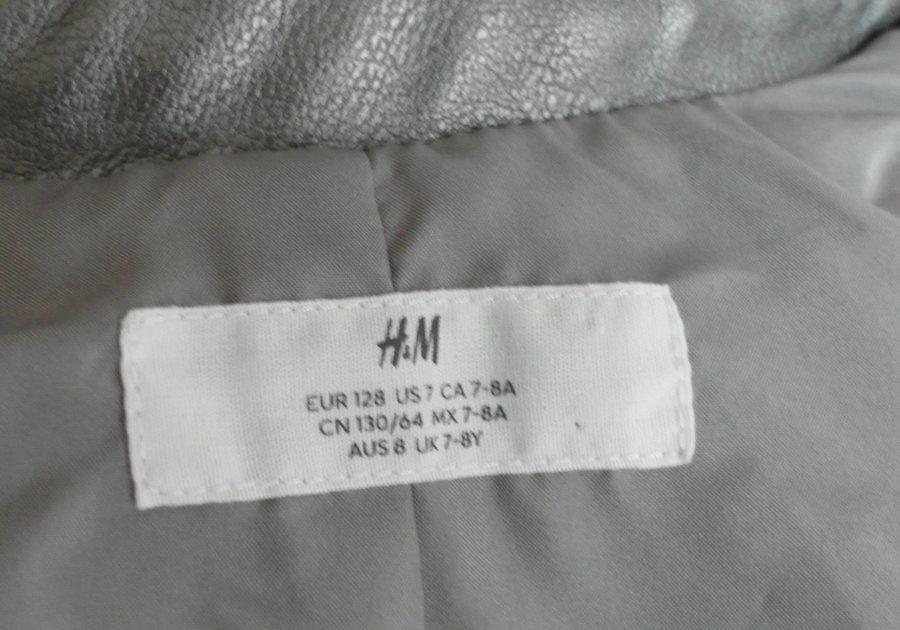 H&M
EUR 128 US 7 CA 7-8A
CN 130/64 MX 7-8A
AUS 8 UK 7-8Y